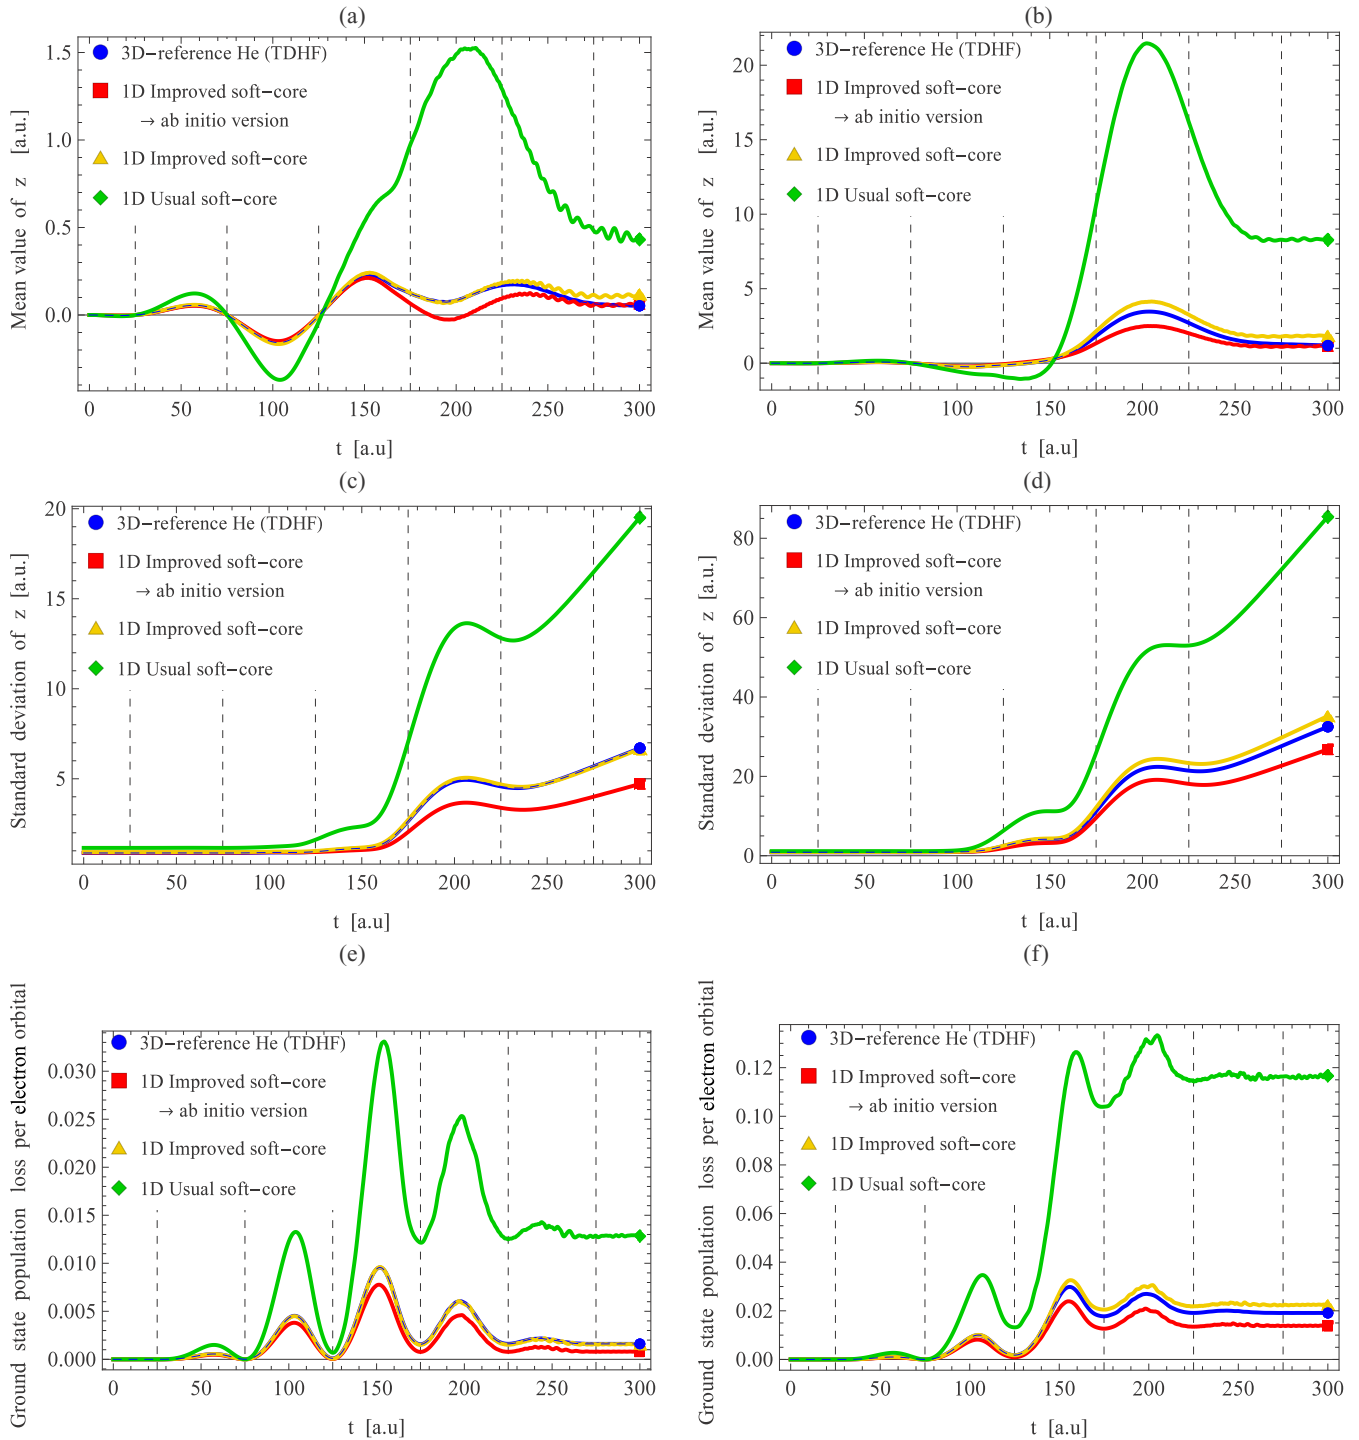 (a)
1.5
1.0
0.5
0.0
Mean value of z [a.u.]
3D−reference He (TDHF)
1D Improved soft−core
→ ab initio version
1D Improved soft−core
1D Usual soft−core
0 50 100 150 200 250 300
t [a.u]
(b)
20
15
10
5
0
Mean value of z [a.u.]
3D−reference He (TDHF)
1D Improved soft−core
→ ab initio version
1D Improved soft−core
1D Usual soft−core
0 50 100 150 200 250 300
t [a.u]
(c)
20
15
10
5
Standard deviation of z [a.u.]
3D−reference He (TDHF)
1D Improved soft−core
→ ab initio version
1D Improved soft−core
1D Usual soft−core
0 50 100 150 200 250 300
t [a.u]
(d)
80
60
40
20
0
Standard deviation of z [a.u.]
3D−reference He (TDHF)
1D Improved soft−core
→ ab initio version
1D Improved soft−core
1D Usual soft−core
0 50 100 150 200 250 300
t [a.u]
(e)
0.030
0.025
0.020
0.015
0.010
0.005
0.000
Ground state population loss per electron orbital
3D−reference He (TDHF)
1D Improved soft−core
→ ab initio version
1D Improved soft−core
1D Usual soft−core
0 50 100 150 200 250 300
t [a.u]
(f)
0.12
0.10
0.08
0.06
0.04
0.02
0.00
Ground state population loss per electron orbital
3D−reference He (TDHF)
1D Improved soft−core
→ ab initio version
1D Improved soft−core
1D Usual soft−core
0 50 100 150 200 250 300
t [a.u]